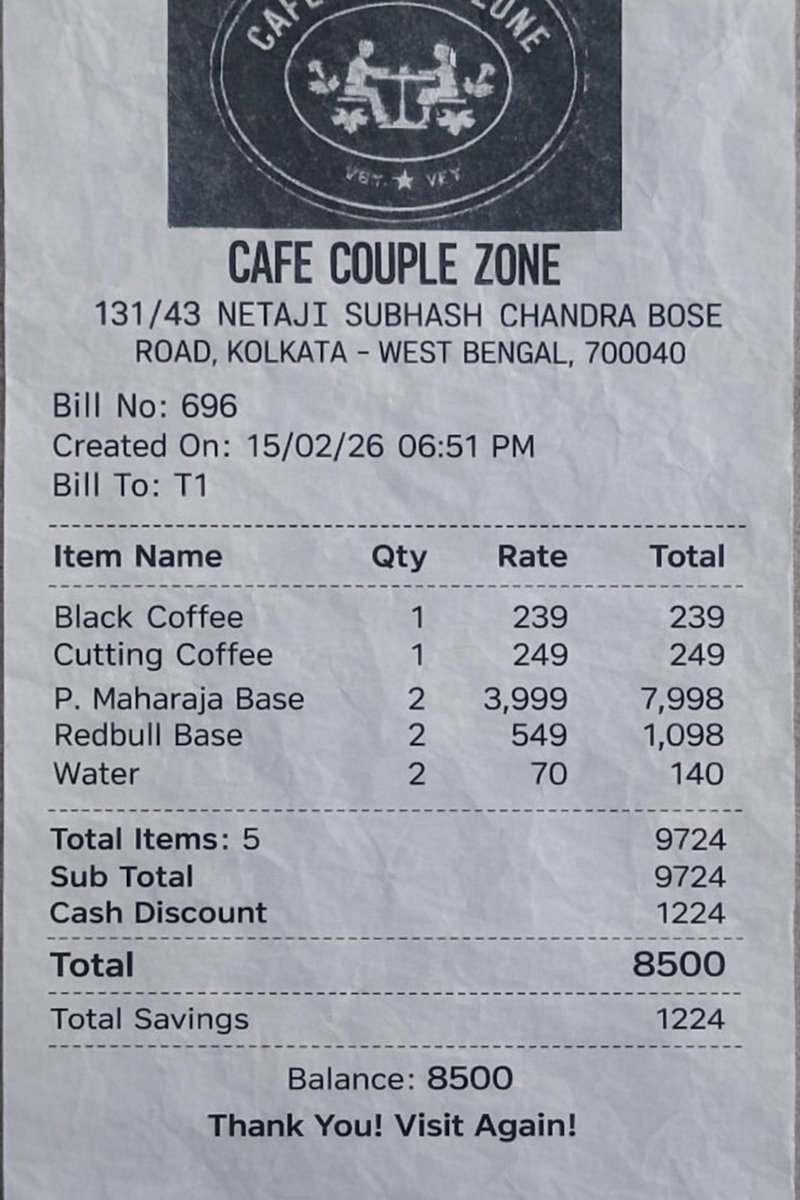 CAFE ZONE
CAFE COUPLE ZONE
131/43 NETAJI SUBHASH CHANDRA BOSE
ROAD, KOLKATA - WEST BENGAL, 700040
Bill No: 696
Created On: 15/02/26 06:51 PM
Bill To: T1
Item Name Qty Rate Total
Black Coffee 1 239 239
Cutting Coffee 1 249 249
P. Maharaja Base 2 3,999 7,998
Redbull Base 2 549 1,098
Water 2 70 140
Total Items: 5 9724
Sub Total 9724
Cash Discount 1224
Total 8500
Total Savings 1224
Balance: 8500
Thank You! Visit Again!